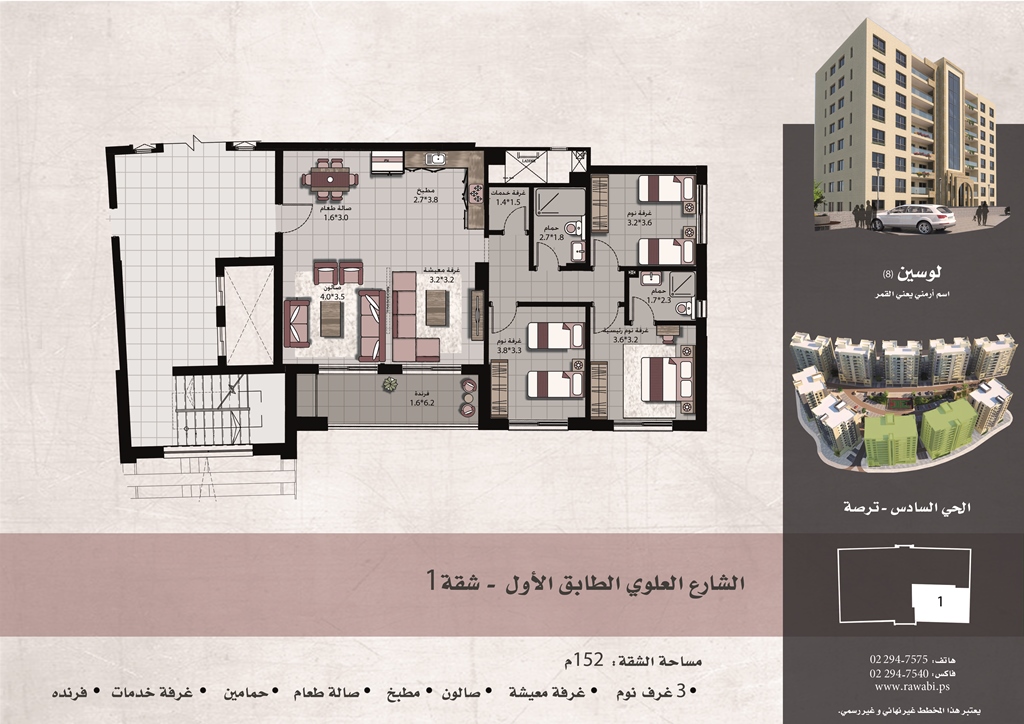 LADDER
غرفة خدمات
1.4*1.5
مطبخ
2.7*3.8
صالة طعام
1.6*3.0
حمام
2.7*1.8
غرفة نوم
3.2*3.6
صالون
4.0*3.5
غرفة معيشة
3.2*3.2
حمام
1.7*2.3
غرفة نوم
3.8*3.3
غرفة نوم رئيسية
3.6*3.2
فرندة
1.6*6.2
لوسين (8)
اسم أرمني يعني القمر
الحي السادس - ترصة
1
الشارع العلوي الطابق الأول - شقة 1
مساحة الشقة: 152م
• 3 غرف نوم • غرفة معيشة • صالون • مطبخ • صالة طعام • حمامين • غرفة خدمات • فرنده
هاتف: 02 294-7575
فاكس: 02 294-7540
www.rawabi.ps
يعتبر هذا المخطط غير نهائي و غير رسمي.